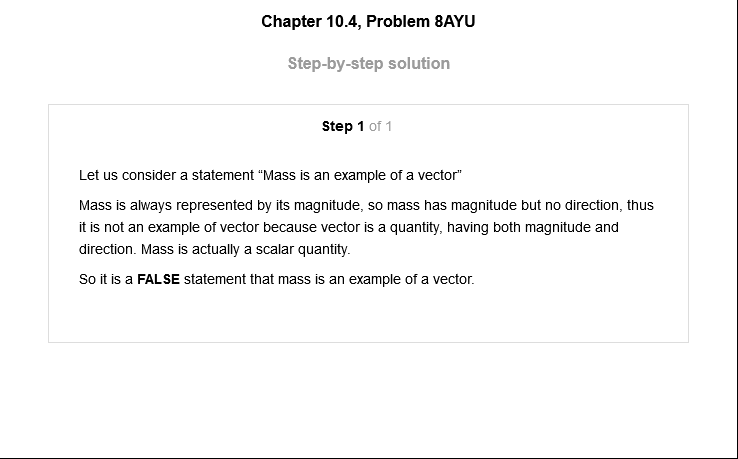 Chapter 10.4, Problem 8AYU
Step-by-step solution
Step 1 of 1
Let us consider a statement “Mass is an example of a vector”
Mass is always represented by its magnitude, so mass has magnitude but no direction, thus
it is not an example of vector because vector is a quantity, having both magnitude and
direction. Mass is actually a scalar quantity.
So it is a FALSE statement that mass is an example of a vector.